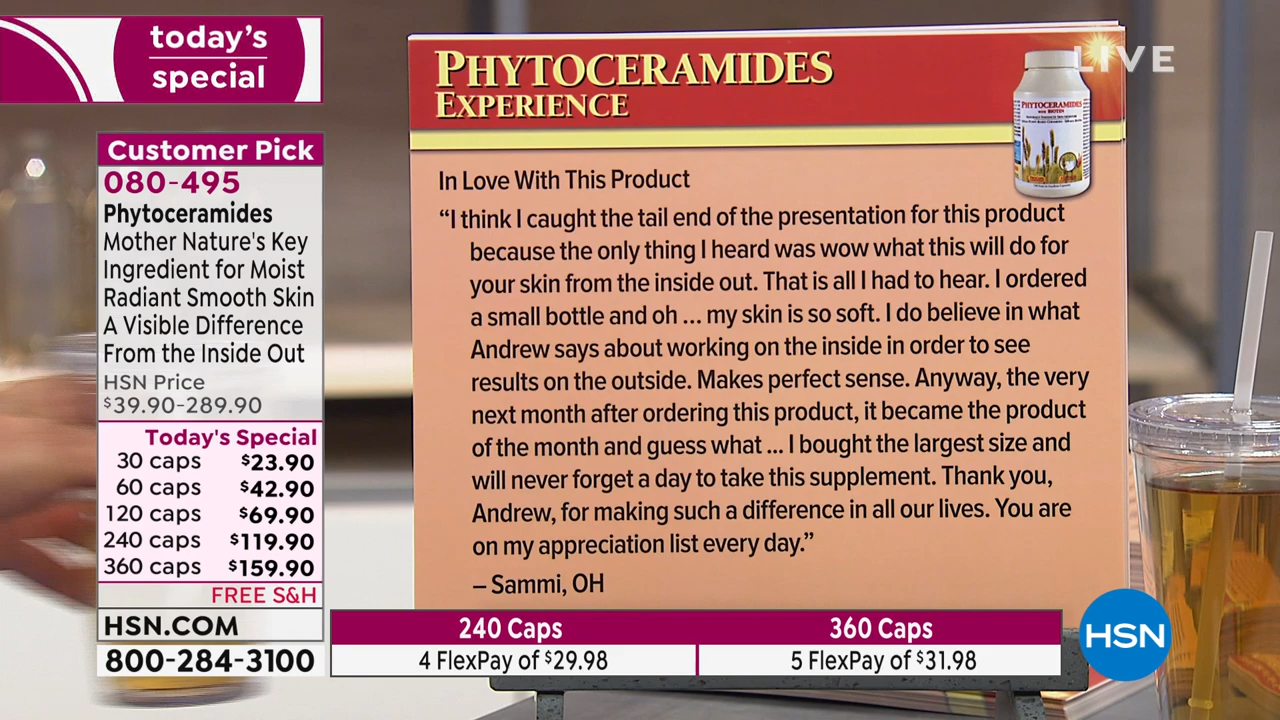 today's
special
Customer Pick
080-495
Phytoceramides
Mother Nature's Key
Ingredient for Moist
Radiant Smooth Skin
A Visible Difference
From the Inside Out
HSN Price
$39.90-289.90
Today's Special
30 caps $23.90
60 caps $42.90
120 caps $69.90
240 caps $119.90
360 caps $159.90
FREE S&H
HSN.COM
800-284-3100
PHYTOCERAMIDES
EXPERIENCE
LIVE
PHYTOCERAMIDES
WITH BIOTIN
In Love With This Product
“I think I caught the tail end of the presentation for this product
because the only thing I heard was wow what this will do for
your skin from the inside out. That is all I had to hear. I ordered
a small bottle and oh ... my skin is so soft. I do believe in what
Andrew says about working on the inside in order to see
results on the outside. Makes perfect sense. Anyway, the very
next month after ordering this product, it became the product
of the month and guess what ... I bought the largest size and
will never forget a day to take this supplement. Thank you,
Andrew, for making such a difference in all our lives. You are
on my appreciation list every day.”
– Sammi, OH
240 Caps 360 Caps
4 FlexPay of $29.98 5 FlexPay of $31.98
HSN